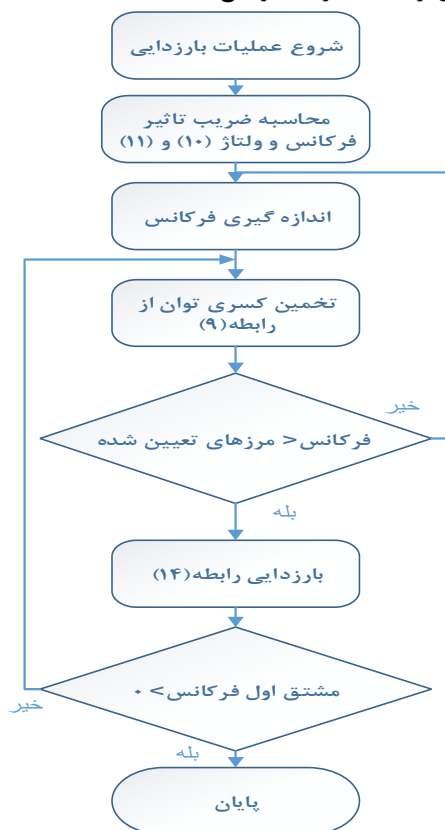 شروع عملیات بارزدایی
محاسبه ضریب تاثیر
فرکانس و ولتاژ (۱۰) و (۱۱)
اندازه گیری فرکانس
تخمین کسری توان از
رابطه(۹)
فرکانس< مرزهای تعیین شده
خیر
بله
بارزدایی رابطه(۱۴)
مشتق اول فرکانس> ۰
خیر
بله
پایان